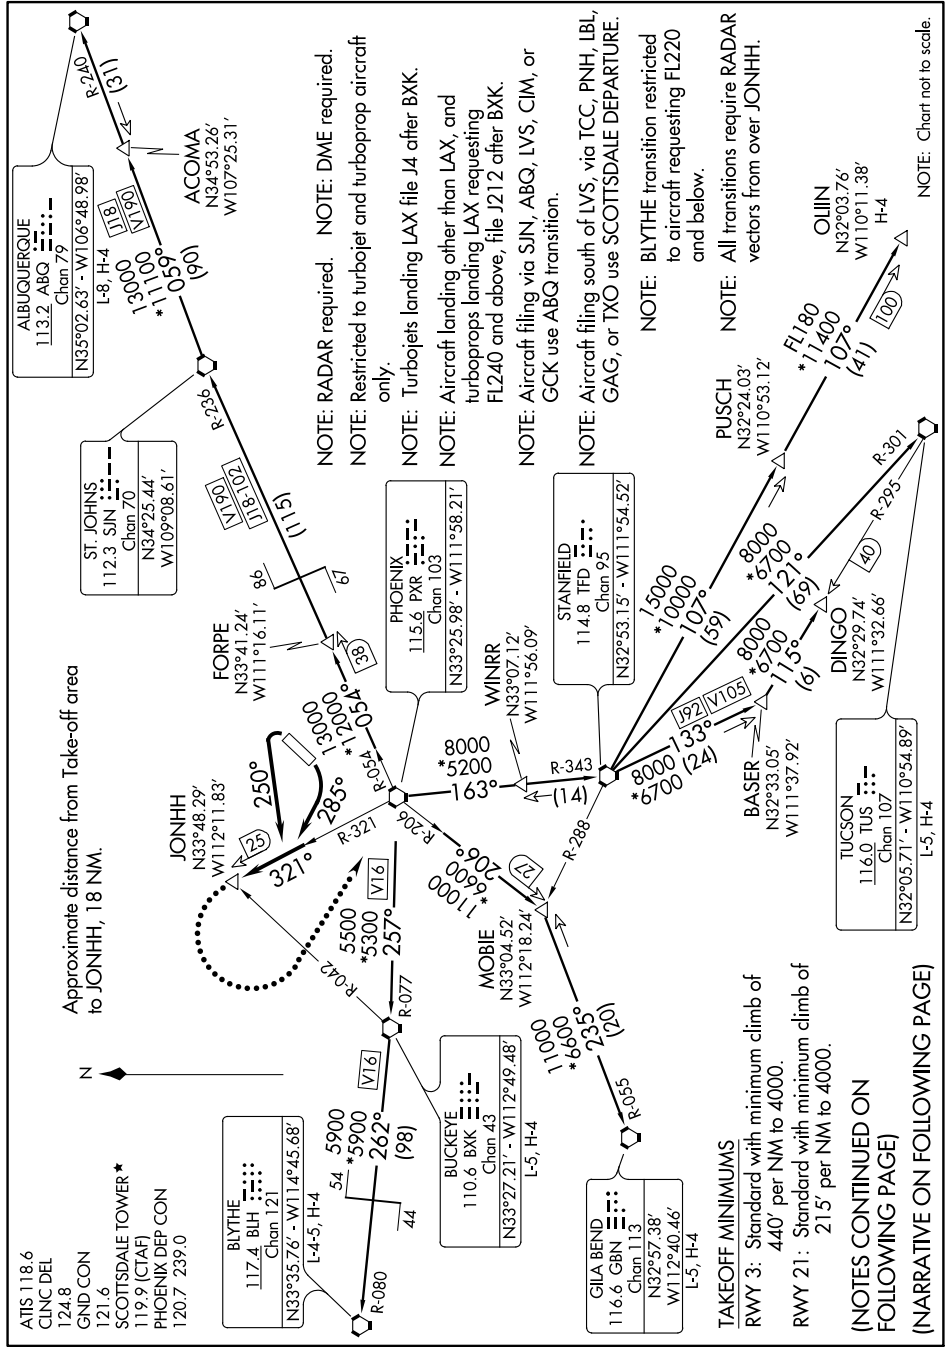 ATIS 118.6
CLNC DEL
124.8
GND CON
121.6
SCOTTSDALE TOWER★
119.9 (CTAF)
PHOENIX DEP CON
120.7 239.0
N
Approximate distance from Take-off area
to JONHH, 18 NM.
BLYTHE
117.4 BLH
Chan 121
N33°35.76′ - W114°45.68′
L-4-5, H-4
R-080
54
44
5900
*5900
262°
(98)
V16
BUCKEYE
110.6 BXK
Chan 43
N33°27.21′ - W112°49.48′
L-5, H-4
R-077
R-042
5500
*5300
257°
V16
JONHH
N33°48.29′
W112°11.83′
25
321°
R-321
250°
285°
PHOENIX
115.6 PXR
Chan 103
N33°25.98′ - W111°58.21′
R-054
13000
*12000
054°
38
FORPE
N33°41.24′
W111°16.11′
98
67
V190
J18-102
(115)
R-236
ST. JOHNS
112.3 SJN
Chan 70
N34°25.44′
W109°08.61′
13000
*11100
059°
(90)
J18
V190
ACOMA
N34°53.26′
W107°25.31′
R-240
(31)
ALBUQUERQUE
113.2 ABQ
Chan 79
N35°02.63′ - W106°48.98′
L-8, H-4
R-206
11000
*6600
206°
27
MOBIE
N33°04.52′
W112°18.24′
R-288
11000
*6600
235°
(20)
R-055
GILA BEND
116.6 GBN
Chan 113
N32°57.38′
W112°40.46′
L-5, H-4
8000
*5200
163°
(14)
R-343
WINRR
N33°07.12′
W111°56.09′
STANFIELD
114.8 TFD
Chan 95
N32°53.15′ - W111°54.52′
15000
*10000
107°
(59)
PUSCH
N32°24.03′
W110°53.12′
FL180
*11400
107°
(41)
100
OLIIN
N32°03.76′
W110°11.38′
H-4
8000
*6700
121°
(69)
R-301
R-295
40
J92
V105
133°
8000 (24)
*6700
BASER
N32°33.05′
W111°37.92′
8000
*6700
115°
(6)
DINGO
N32°29.74′
W111°32.66′
TUCSON
116.0 TUS
Chan 107
N32°05.71′ - W110°54.89′
L-5, H-4
NOTE: RADAR required. NOTE: DME required.
NOTE: Restricted to turbojet and turboprop aircraft
only.
NOTE: Turbojets landing LAX file J4 after BXK.
NOTE: Aircraft landing other than LAX, and
turboprops landing LAX requesting
FL240 and above, file J212 after BXK.
NOTE: Aircraft filing via SJN, ABQ, LVS, CIM, or
GCK use ABQ transition.
NOTE: Aircraft filing south of LVS, via TCC, PNH, LBL,
GAG, or TXO use SCOTTSDALE DEPARTURE.
NOTE: BLYTHE transition restricted
to aircraft requesting FL220
and below.
NOTE: All transitions require RADAR
vectors from over JONHH.
NOTE: Chart not to scale.
TAKEOFF MINIMUMS
RWY 3: Standard with minimum climb of
440′ per NM to 4000.
RWY 21: Standard with minimum climb of
215′ per NM to 4000.
(NOTES CONTINUED ON
FOLLOWING PAGE)
(NARRATIVE ON FOLLOWING PAGE)